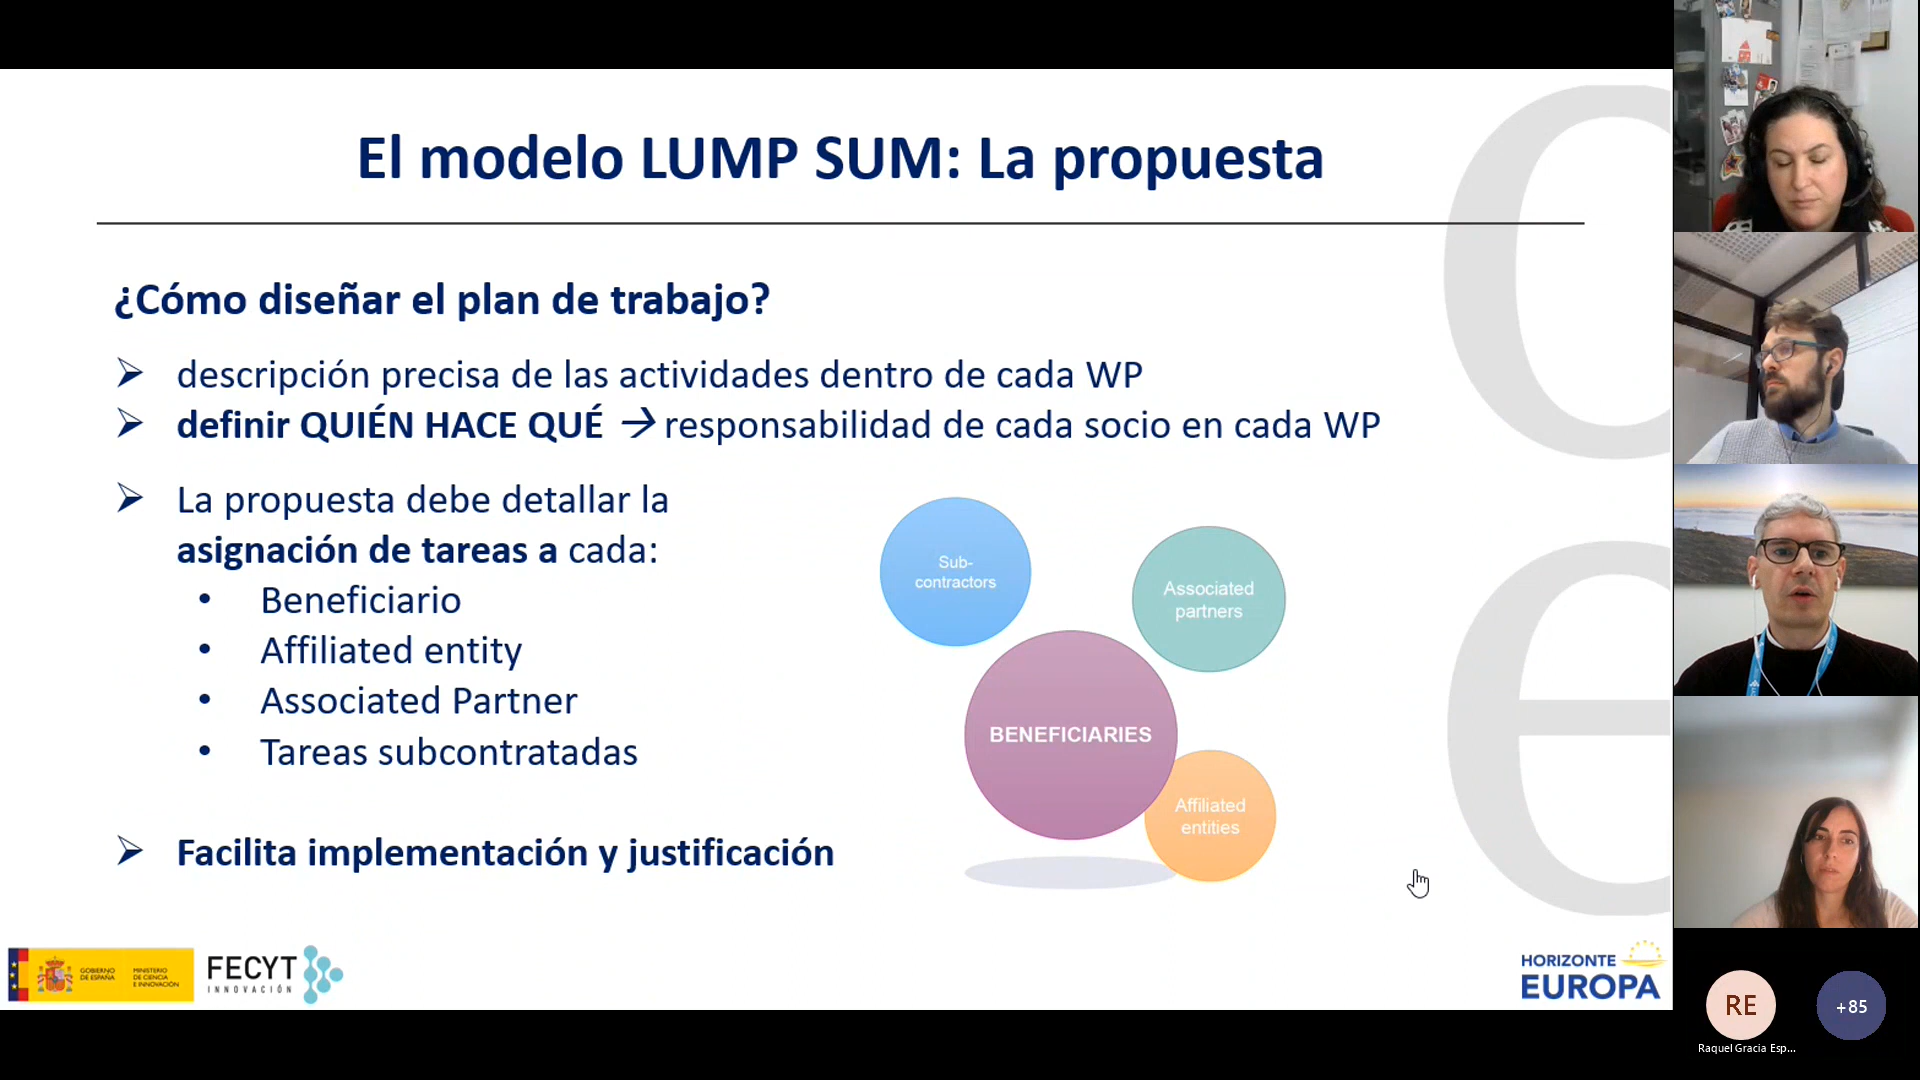 El modelo LUMP SUM: La propuesta
¿Cómo diseñar el plan de trabajo?
descripción precisa de las actividades dentro de cada WP
definir QUIÉN HACE QUÉ → responsabilidad de cada socio en cada WP
La propuesta debe detallar la
asignación de tareas a cada:
Beneficiario
Affiliated entity
Associated Partner
Tareas subcontratadas
Facilita implementación y justificación
Sub-
contractors
Associated
partners
BENEFICIARIES
Affiliated
entities
GOBIERNO
DE ESPAÑA
MINISTERIO
DE CIENCIA
E INNOVACIÓN
FECYT
INNOVACIÓN
HORIZONTE
EUROPA
RE
+85
Raquel Gracia Esp...